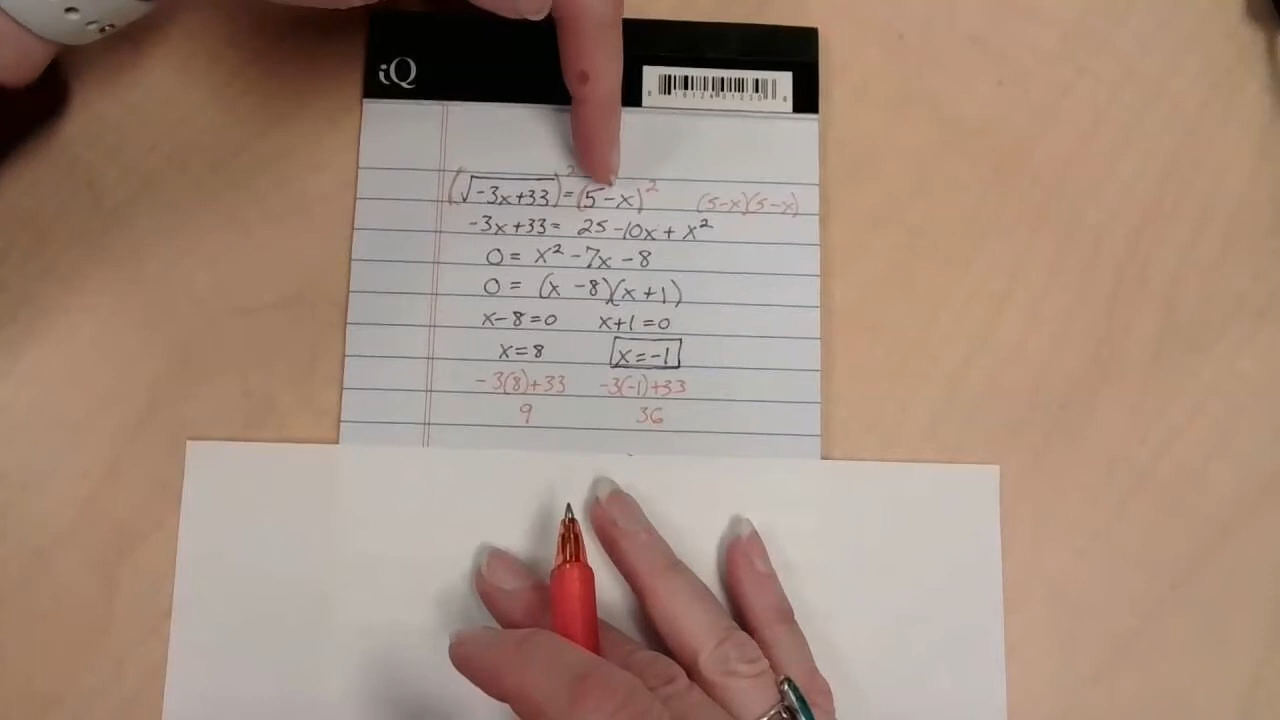 iQ
(√-3x+33)² = (5-x)² (5-x)(5-x)
-3x+33 = 25-10x + x²
0 = x² -7x -8
0 = (x -8)(x+1)
x-8=0 x+1=0
x=8 x=-1
-3(8)+33 -3(-1)+33
9 36